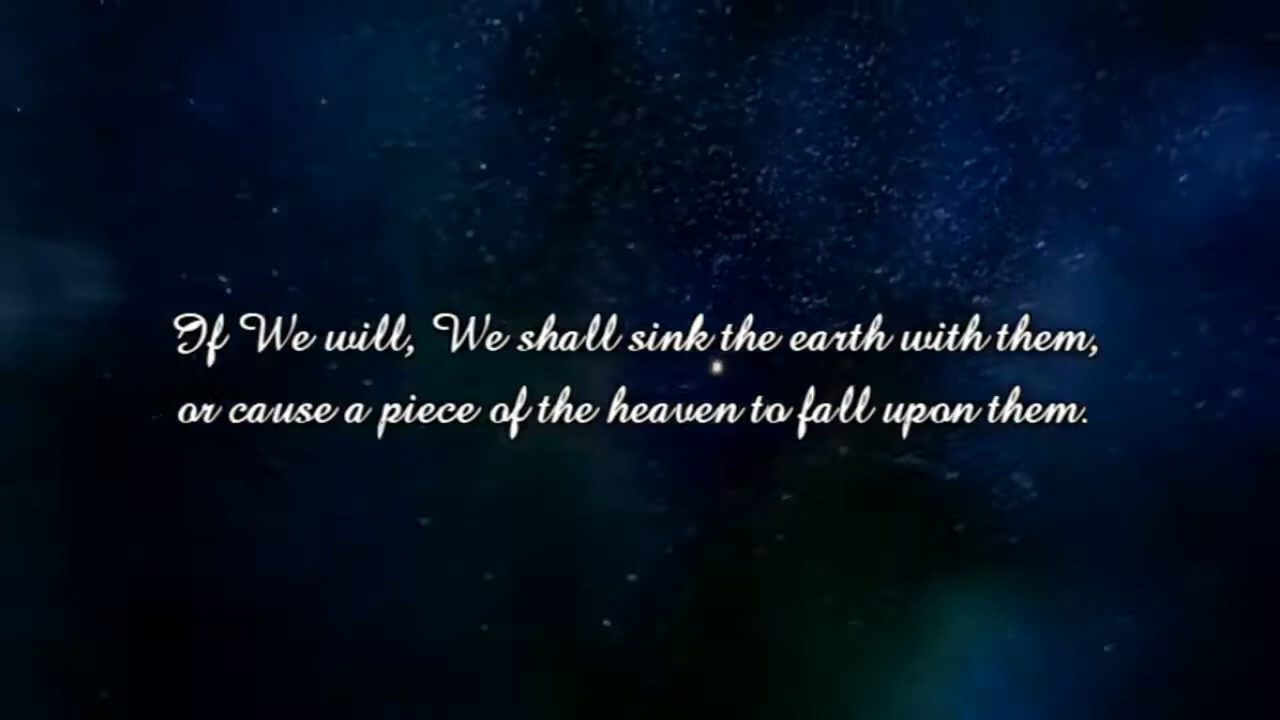 If We will, We shall sink the earth with them,
or cause a piece of the heaven to fall upon them.